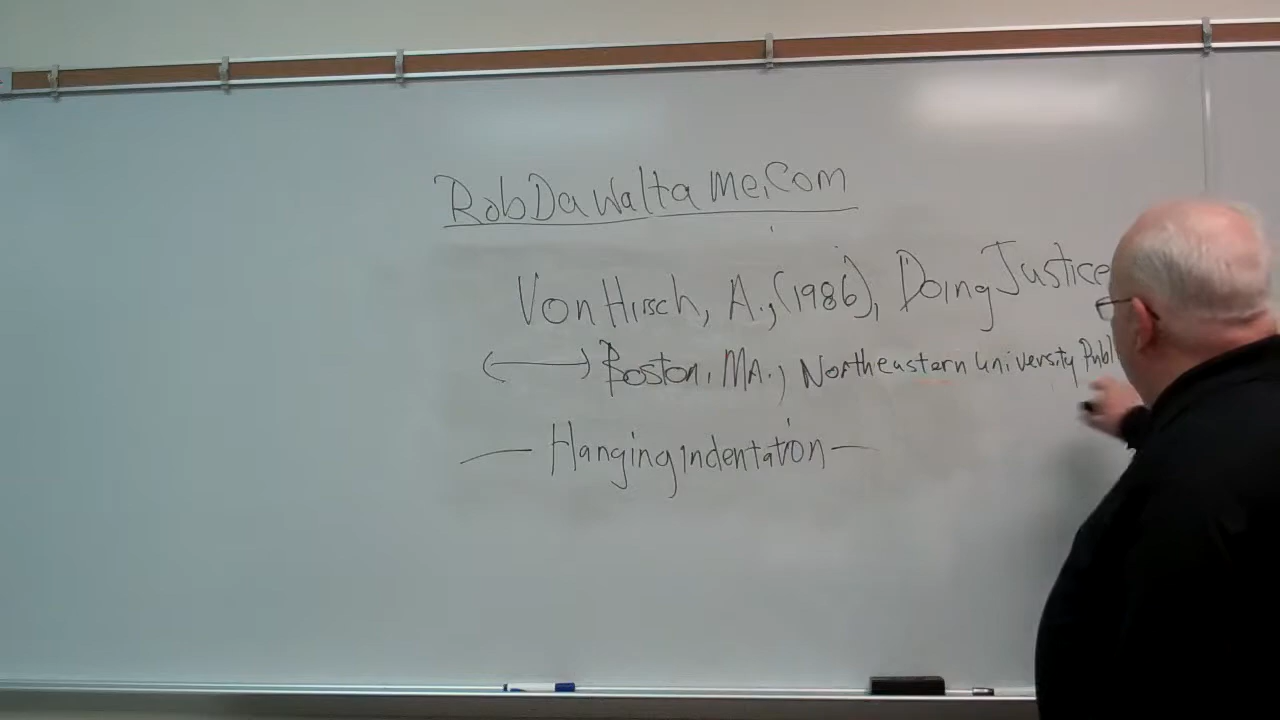 RobDaWaltaMe.Com
Von Hirsch, A., (1986), Doing Justice
Boston, MA., Northeastern University Publ
Hanging indentation